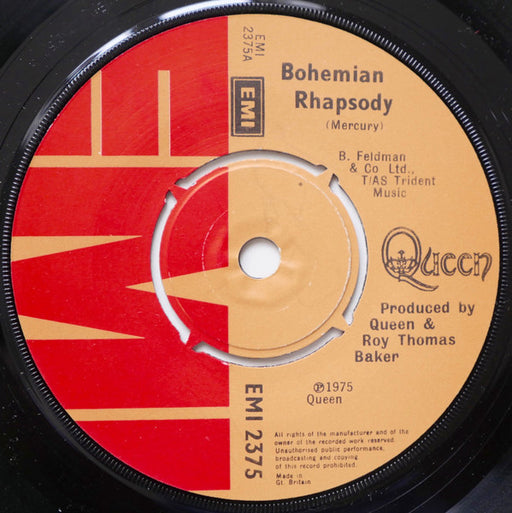 EMI
EMI
2375A
EMI
Bohemian
Rhapsody
(Mercury)
B. Feldman
& Co Ltd.,
T/AS Trident
Music
Queen
Produced by
Queen &
Roy Thomas
Baker
℗1975
Queen
EMI 2375
All rights of the manufacturer and of the
owner of the recorded work reserved.
Unauthorised public performance,
broadcasting and copying
of this record prohibited.
Made in
Gt. Britain